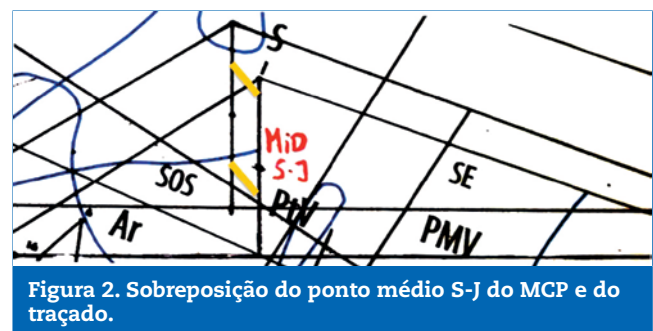 S
MiD
S-J
SOS
SE
PtV
Ar
PMV
Figura 2. Sobreposição do ponto médio S-J do MCP e do
traçado.